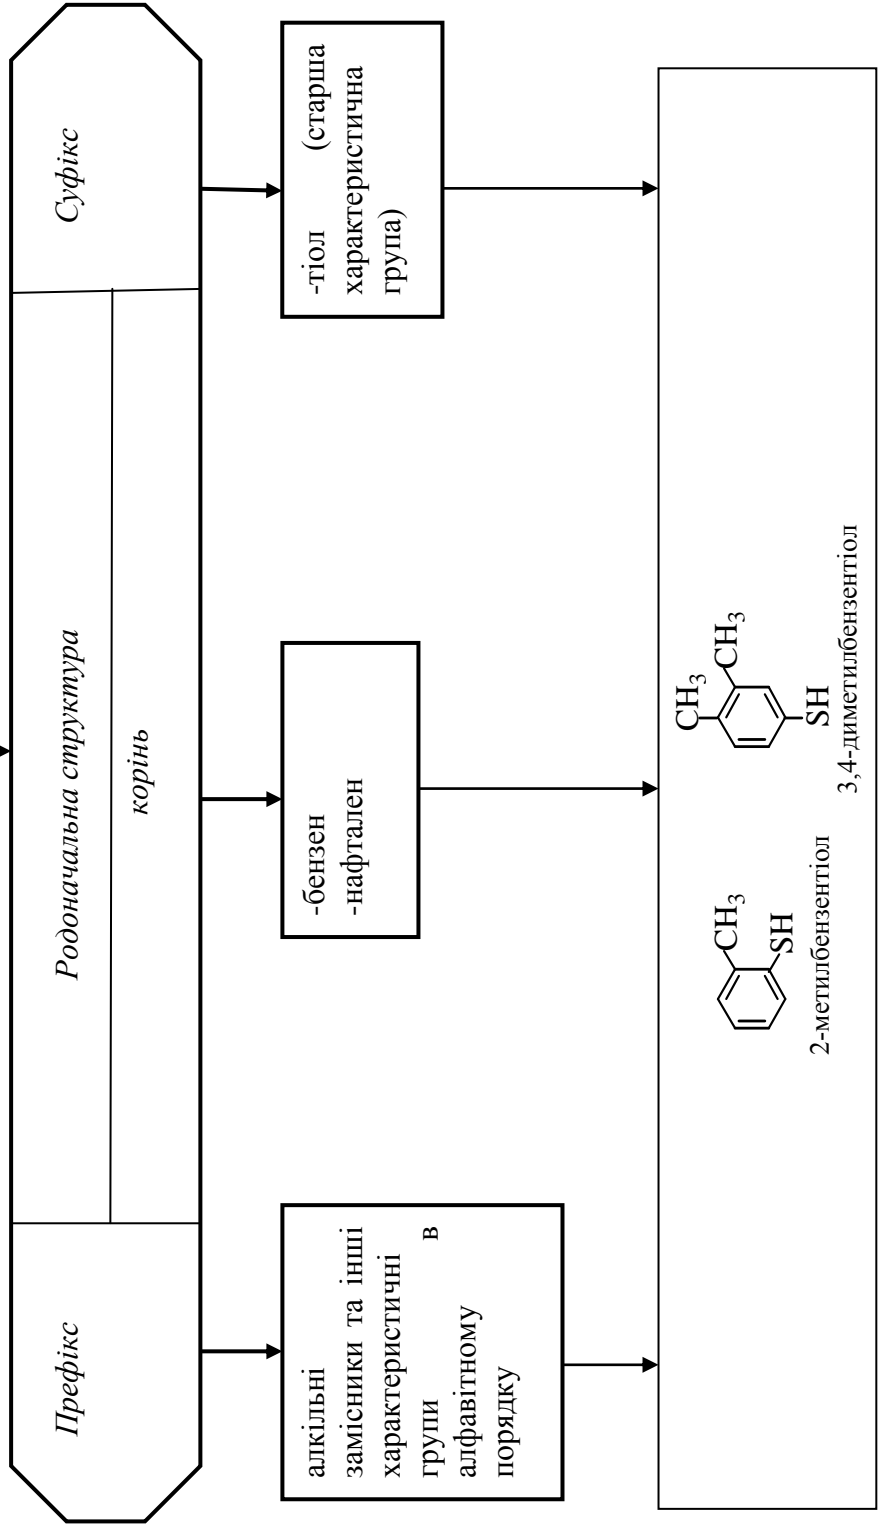 Префікс
Родоначальна структура
корінь
Суфікс
алкільні
замісники та інші
характеристичні
групи в
алфавітному
порядку
-бензен
-нафтален
-тіол (старша
характеристична
група)
CH3
SH
2-метилбензентіол
CH3
CH3
SH
3,4-диметилбензентіол